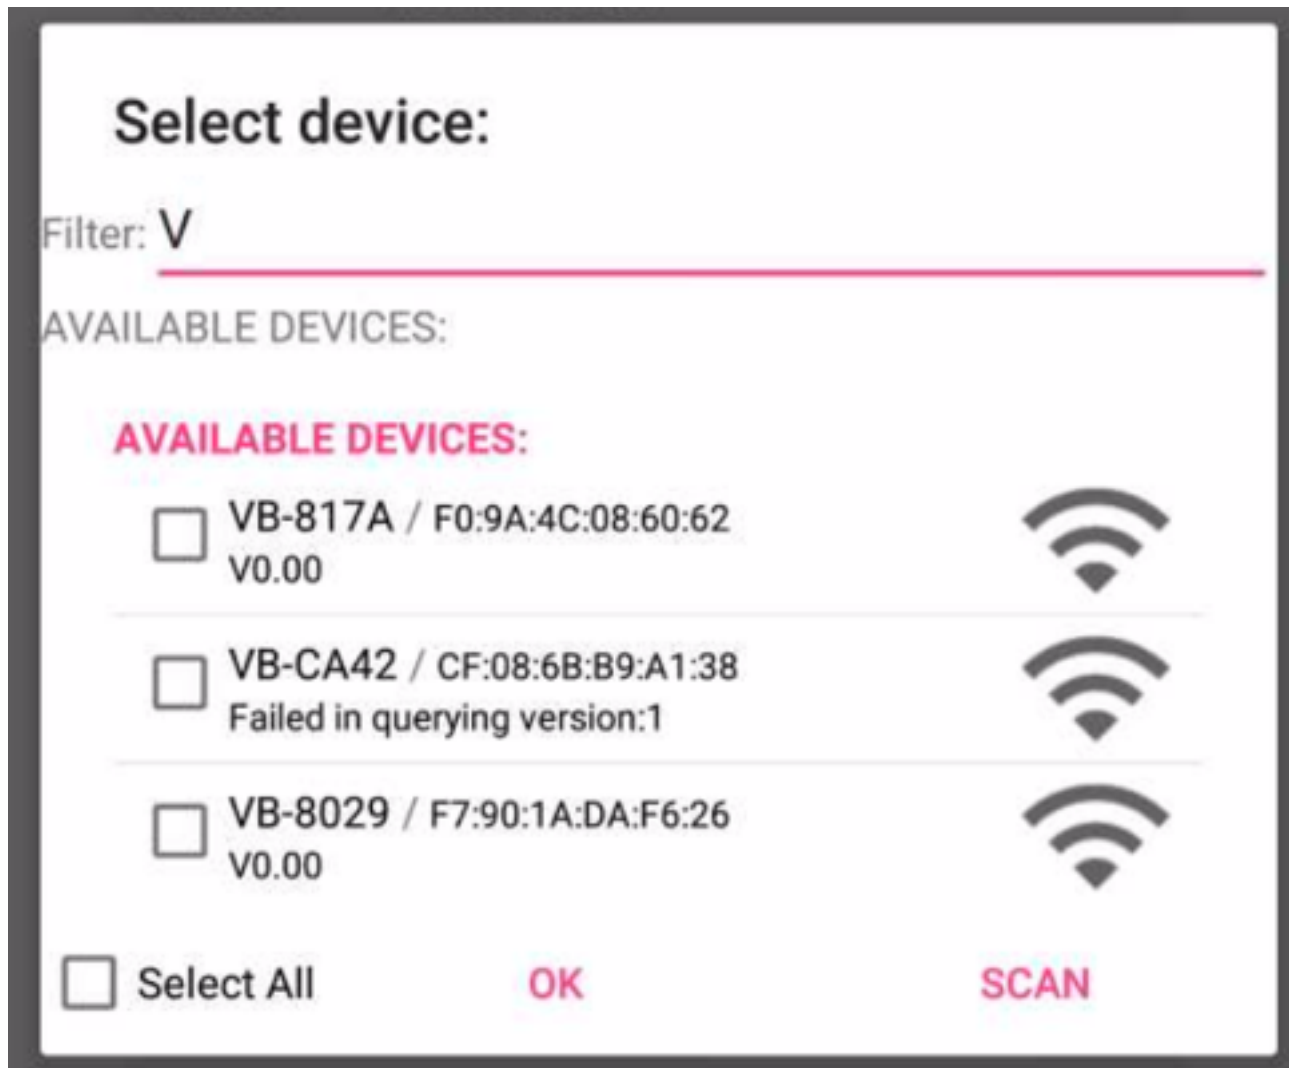 Select device:
Filter: V
AVAILABLE DEVICES:
AVAILABLE DEVICES:
VB-817A / F0:9A:4C:08:60:62
V0.00
VB-CA42 / CF:08:6B:B9:A1:38
Failed in querying version:1
VB-8029 / F7:90:1A:DA:F6:26
V0.00
Select All OK SCAN